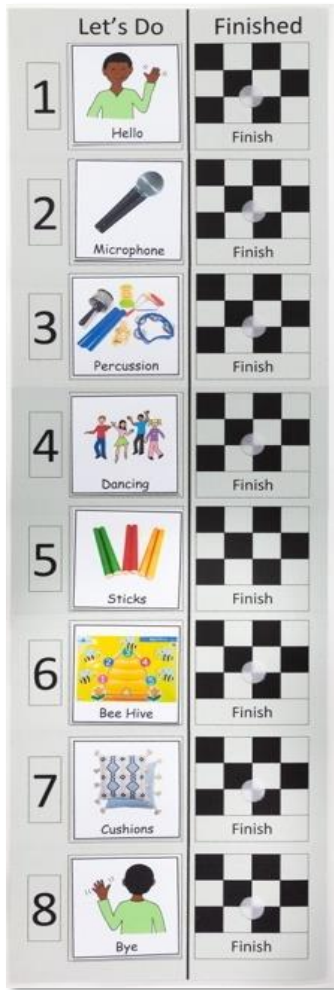 Let's Do Finished
1 Hello Finish
2 Microphone Finish
3 Percussion Finish
4 Dancing Finish
5 Sticks Finish
6 Bee Hive Finish
7 Cushions Finish
8 Bye Finish